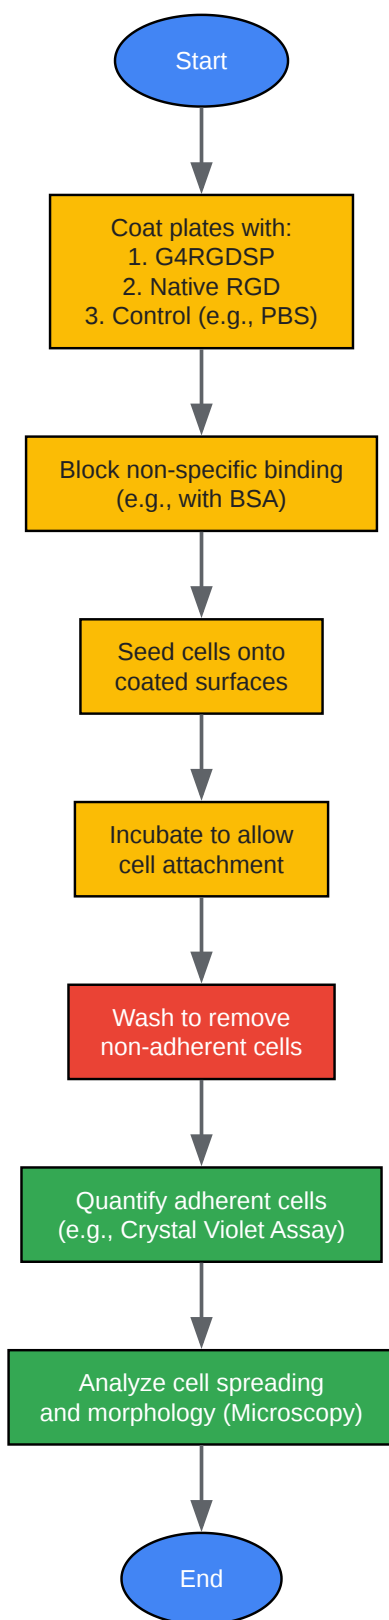 Start
Coat plates with:
1. G4RGDSP
2. Native RGD
3. Control (e.g., PBS)
Block non-specific binding
(e.g., with BSA)
Seed cells onto
coated surfaces
Incubate to allow
cell attachment
Wash to remove
non-adherent cells
Quantify adherent cells
(e.g., Crystal Violet Assay)
Analyze cell spreading
and morphology (Microscopy)
End